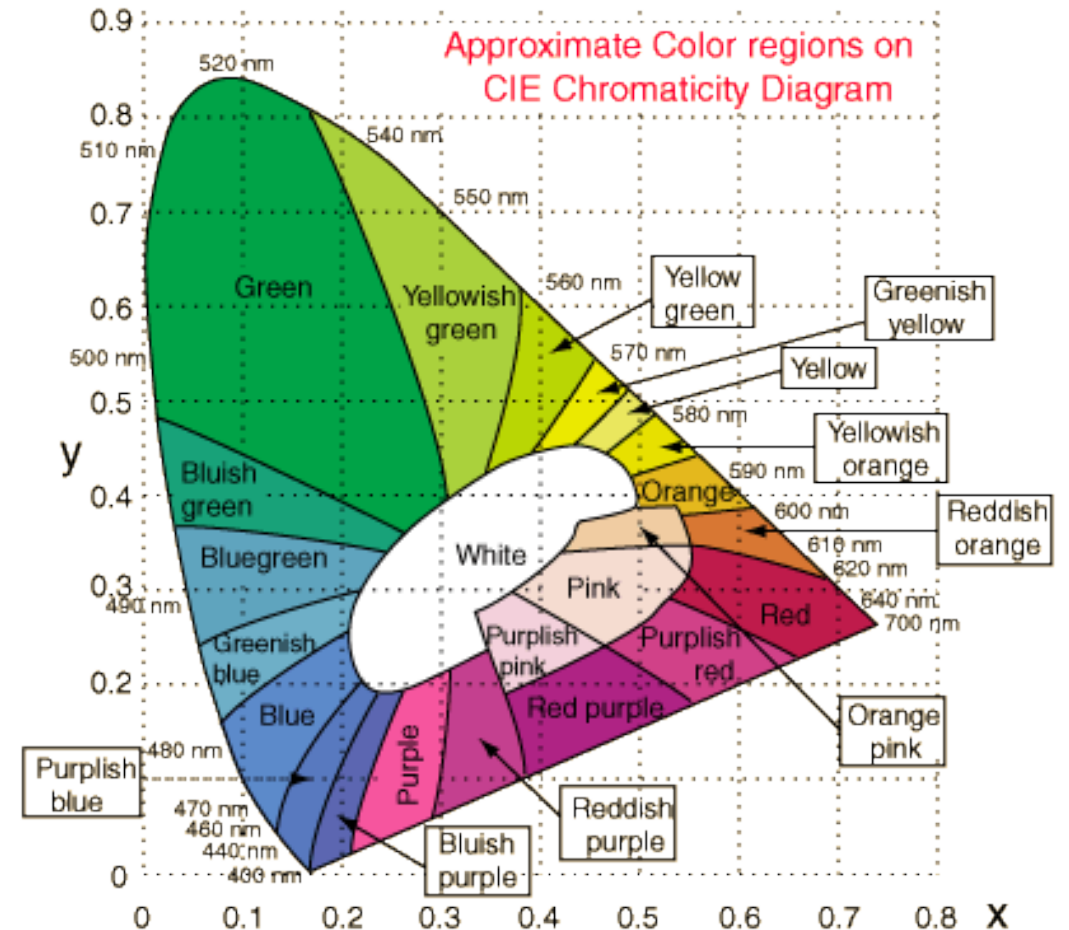 0.9
Approximate Color regions on
CIE Chromaticity Diagram
520 nm
0.8
540 nm
510 nm
550 nm
0.7
Yellow
green
560 nm
Greenish
yellow
Green
Yellowish
green
0.6
500 nm
570 nm
Yellow
0.5
580 nm
Yellowish
orange
y
Bluish
green
590 nm
0.4
Orange
600 nm
Reddish
orange
White
Bluegreen
610 nm
620 nm
0.3
Pink
490 nm
640 nm
700 nm
Red
Greenish
blue
Purplish
pink
Purplish
red
0.2
Blue
Red purple
Orange
pink
480 nm
Purple
Purplish
blue
470 nm
460 nm
440 nm
400 nm
Reddish
purple
Bluish
purple
0
0 0.1 0.2 0.3 0.4 0.5 0.6 0.7 0.8 x